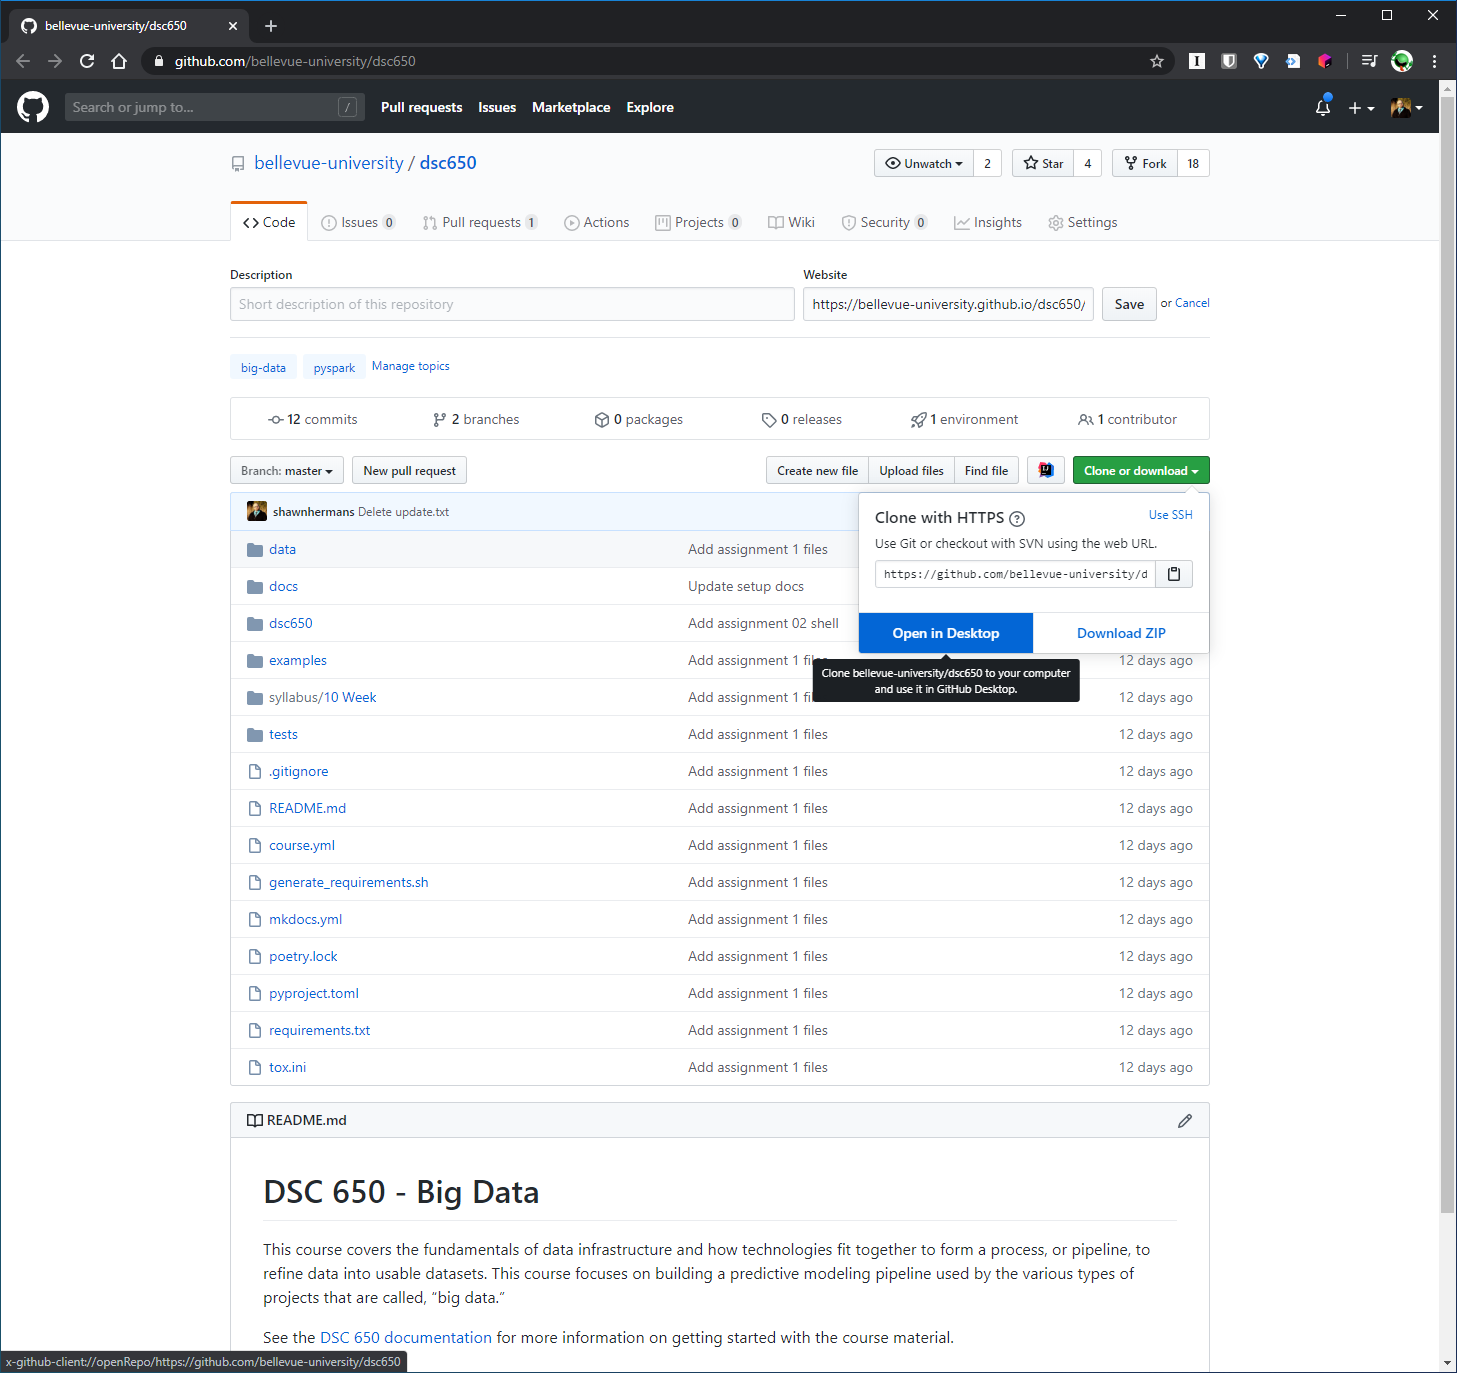 bellevue-university/dsc650
github.com/bellevue-university/dsc650
Search or jump to... / Pull requests Issues Marketplace Explore
bellevue-university / dsc650 Unwatch 2 Star 4 Fork 18
Code Issues 0 Pull requests 1 Actions Projects 0 Wiki Security 0 Insights Settings
Description Website
Short description of this repository https://bellevue-university.github.io/dsc650/ Save or Cancel
big-data pyspark Manage topics
12 commits 2 branches 0 packages 0 releases 1 environment 1 contributor
Branch: master New pull request Create new file Upload files Find file Clone or download
shawnhermans Delete update.txt
Clone with HTTPS ? Use SSH
Use Git or checkout with SVN using the web URL.
https://github.com/bellevue-university/d
Open in Desktop Download ZIP
Clone bellevue-university/dsc650 to your computer
and use it in GitHub Desktop.
data Add assignment 1 files
docs Update setup docs
dsc650 Add assignment 02 shell
examples Add assignment 1 12 days ago
syllabus/10 Week Add assignment 1 12 days ago
tests Add assignment 1 files 12 days ago
.gitignore Add assignment 1 files 12 days ago
README.md Add assignment 1 files 12 days ago
course.yml Add assignment 1 files 12 days ago
generate_requirements.sh Add assignment 1 files 12 days ago
mkdocs.yml Add assignment 1 files 12 days ago
poetry.lock Add assignment 1 files 12 days ago
pyproject.toml Add assignment 1 files 12 days ago
requirements.txt Add assignment 1 files 12 days ago
tox.ini Add assignment 1 files 12 days ago
README.md
DSC 650 - Big Data
This course covers the fundamentals of data infrastructure and how technologies fit together to form a process, or pipeline, to
refine data into usable datasets. This course focuses on building a predictive modeling pipeline used by the various types of
projects that are called, “big data.”
See the DSC 650 documentation for more information on getting started with the course material.
x-github-client://openRepo/https://github.com/bellevue-university/dsc650